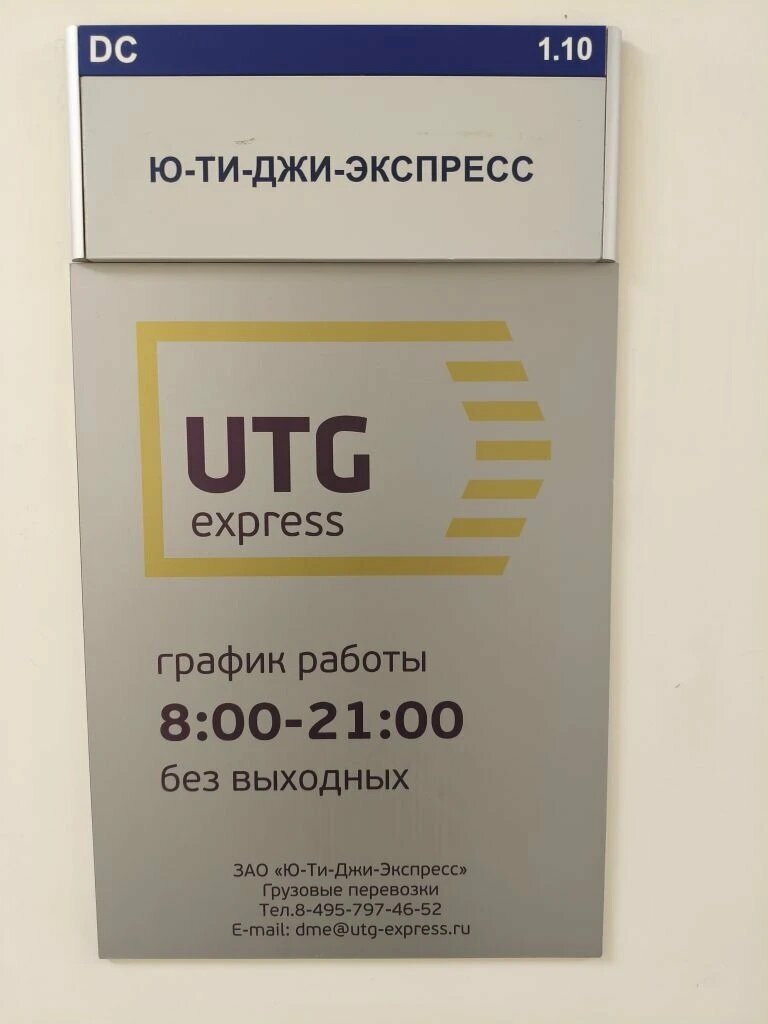 DC 1.10
Ю-ТИ-ДЖИ-ЭКСПРЕСС
UTG
express
график работы
8:00-21:00
без выходных
ЗАО «Ю-Ти-Джи-Экспресс»
Грузовые перевозки
Тел.8-495-797-46-52
E-mail: dme@utg-express.ru